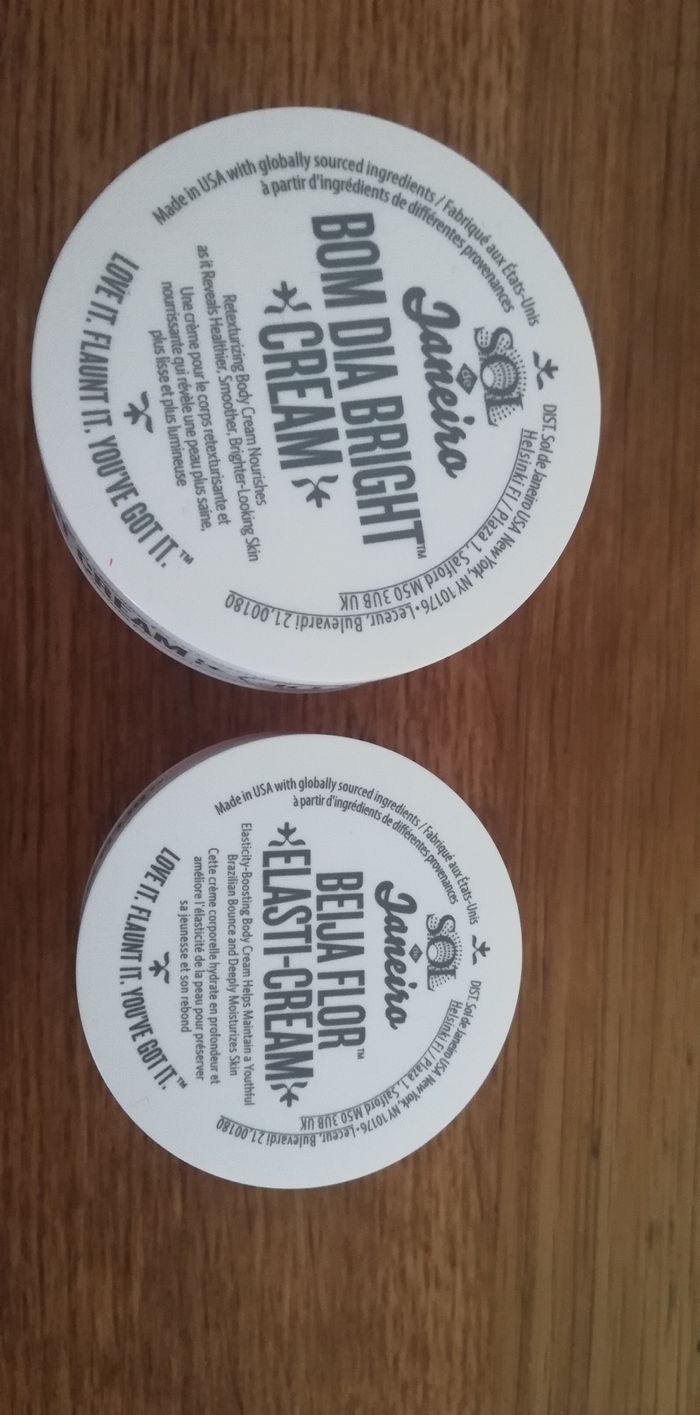 Made in USA with globally sourced ingredients / Fabriqué aux États-Unis
à partir d'ingrédients de différentes provenances
DIST. Sol de Janeiro USA New York, NY 10176 • Leceur, Bulevardi 21, 00180
Helsinki FI / Plaza 1, Salford M50 3UB UK
SOL
de
Janeiro
BOM DIA BRIGHT™
CREAM
Retexturizing Body Cream Nourishes
as it Reveals Healthier, Smoother, Brighter-Looking Skin
Une crème pour le corps retexturisante et
nourrissante qui révèle une peau plus saine,
plus lisse et plus lumineuse
LOVE IT. FLAUNT IT. YOU'VE GOT IT.™
CREAM
Made in USA with globally sourced ingredients / Fabriqué aux États-Unis
à partir d'ingrédients de différentes provenances
DIST. Sol de Janeiro USA New York, NY 10176 • Leceur, Bulevardi 21, 00180
Helsinki FI / Plaza 1, Salford M50 3UB UK
SOL
de
Janeiro
BEIJA FLOR™
ELASTI-CREAM
Elasticity-Boosting Body Cream Helps Maintain a Youthful
Brazilian Bounce and Deeply Moisturizes Skin
Cette crème corporelle hydrate en profondeur et
améliore l'élasticité de la peau pour préserver
sa jeunesse et son rebond
LOVE IT. FLAUNT IT. YOU'VE GOT IT.™